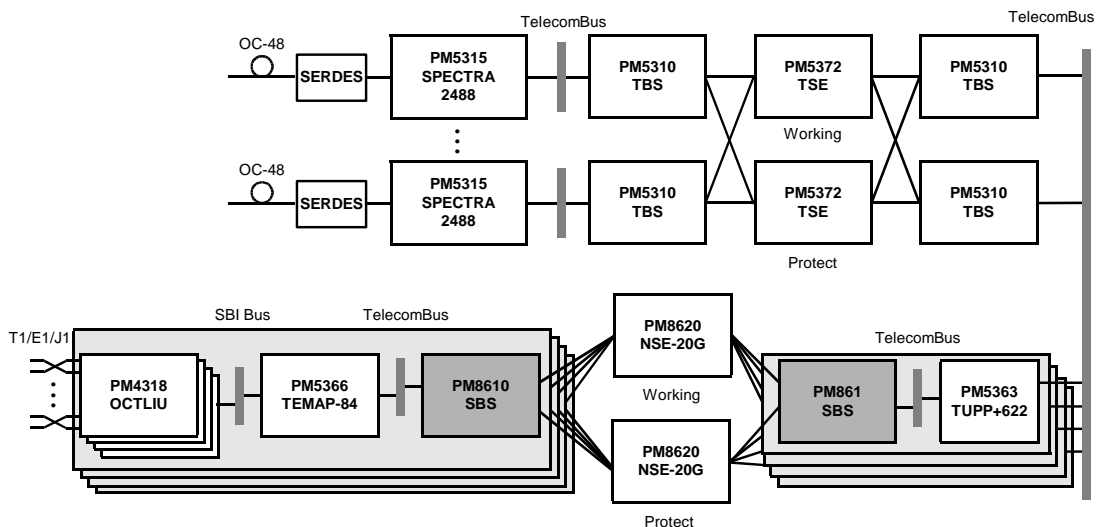 TelecomBus
TelecomBus
OC-48
SERDES
PM5315
SPECTRA
2488
PM5310
TBS
PM5372
TSE
PM5310
TBS
Working
OC-48
SERDES
PM5315
SPECTRA
2488
PM5310
TBS
PM5372
TSE
PM5310
TBS
Protect
T1/E1/J1
SBI Bus
TelecomBus
PM4318
OCTLIU
PM5366
TEMAP-84
PM8610
SBS
PM8620
NSE-20G
Working
PM8620
NSE-20G
Protect
TelecomBus
PM861
SBS
PM5363
TUPP+622